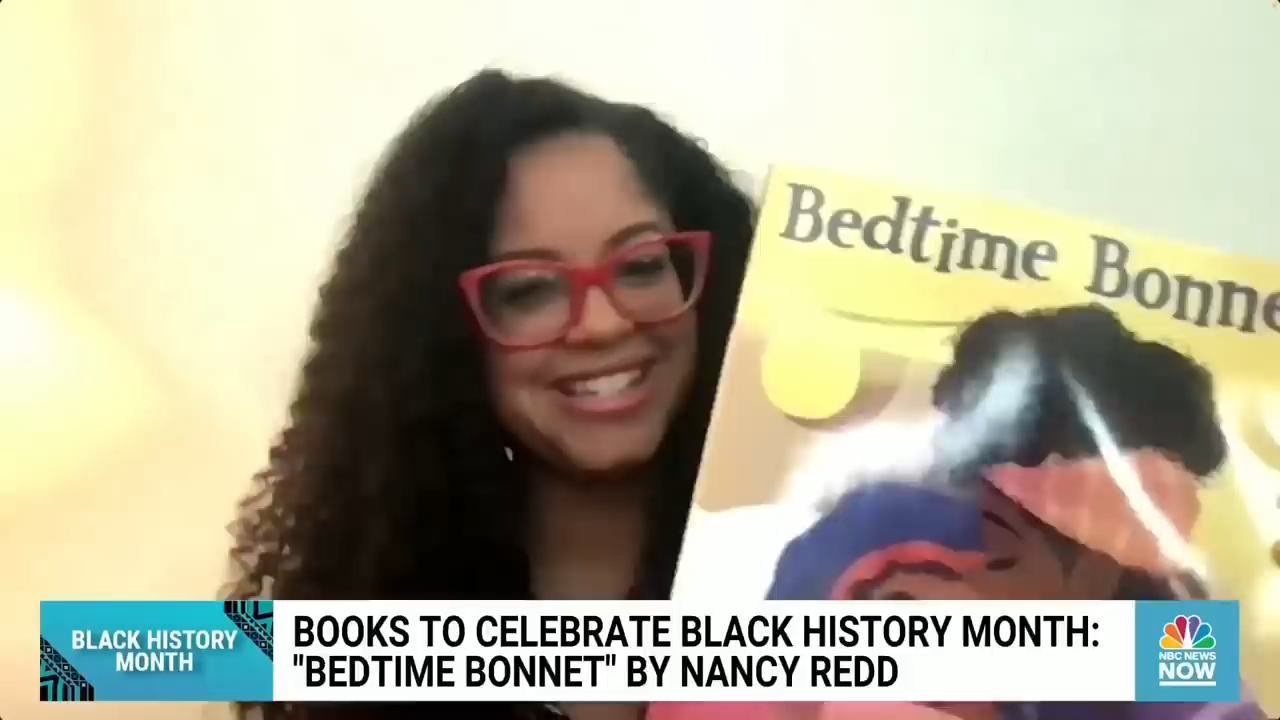 Bedtime Bonne
BLACK HISTORY
MONTH
BOOKS TO CELEBRATE BLACK HISTORY MONTH:
"BEDTIME BONNET" BY NANCY REDD
NBC NEWS
NOW